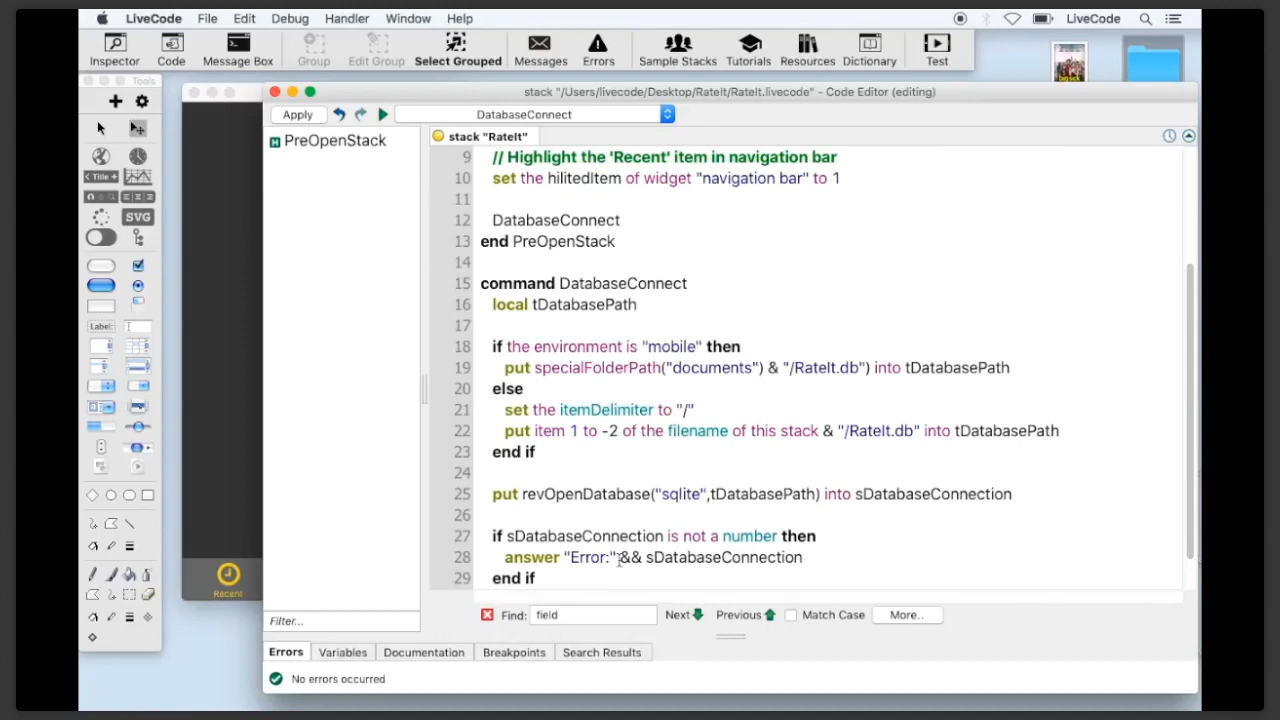 LiveCode File Edit Debug Handler Window Help LiveCode
Inspector Code Message Box Group Edit Group Select Grouped Messages Errors Sample Stacks Tutorials Resources Dictionary Test
Tools
stack "/Users/livecode/Desktop/RateIt/RateIt.livecode" - Code Editor (editing)
Apply DatabaseConnect
PreOpenStack
stack "RateIt"
9 // Highlight the 'Recent' item in navigation bar
10 set the hilitedItem of widget "navigation bar" to 1
11
12 DatabaseConnect
13 end PreOpenStack
14
15 command DatabaseConnect
16 local tDatabasePath
17
18 if the environment is "mobile" then
19 put specialFolderPath("documents") & "/RateIt.db") into tDatabasePath
20 else
21 set the itemDelimiter to "/"
22 put item 1 to -2 of the filename of this stack & "/RateIt.db" into tDatabasePath
23 end if
24
25 put revOpenDatabase("sqlite",tDatabasePath) into sDatabaseConnection
26
27 if sDatabaseConnection is not a number then
28 answer "Error:" && sDatabaseConnection
29 end if
< Title +
SVG
Label:
Recent
Filter...
Find: field Next Previous Match Case More..
Errors Variables Documentation Breakpoints Search Results
No errors occurred